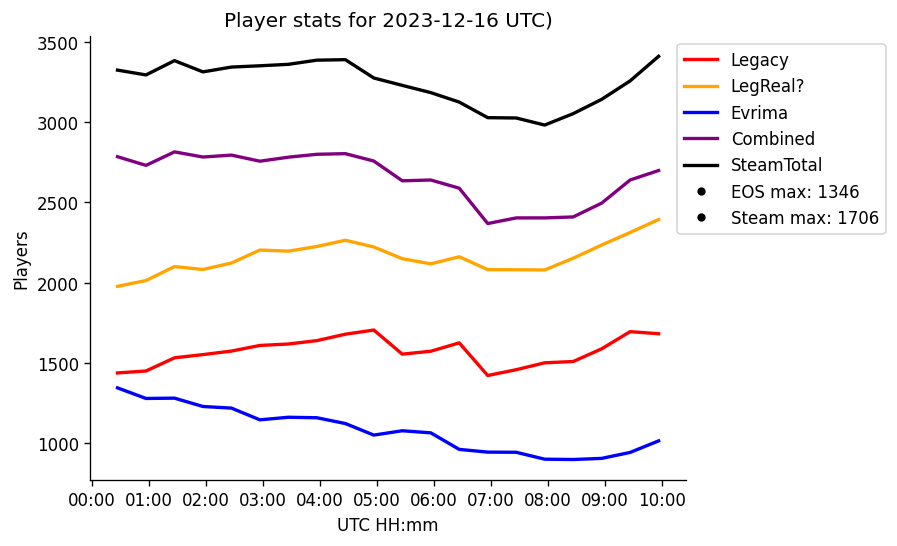 Player stats for 2023-12-16 UTC)
3500
3000
2500
2000
1500
1000
Players
00:00 01:00 02:00 03:00 04:00 05:00 06:00 07:00 08:00 09:00 10:00
UTC HH:mm
Legacy
LegReal?
Evrima
Combined
SteamTotal
EOS max: 1346
Steam max: 1706